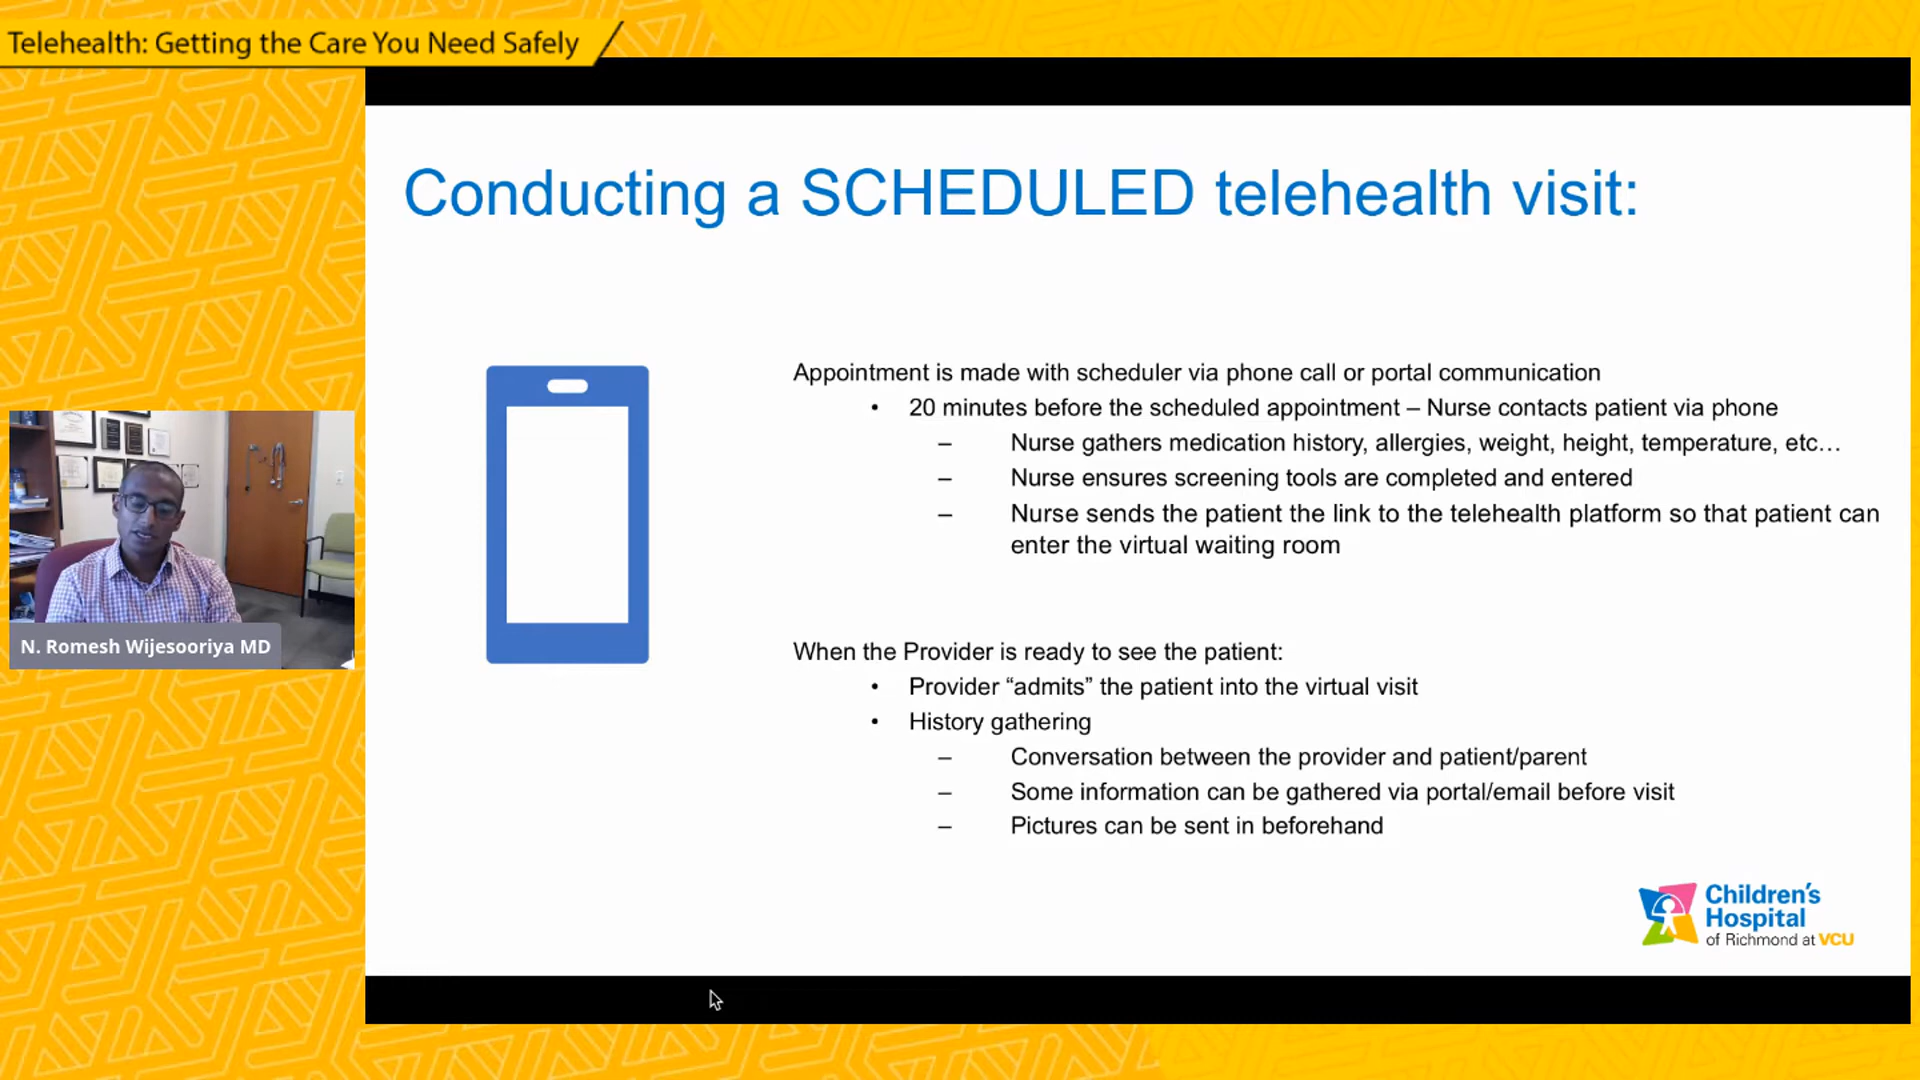 Telehealth: Getting the Care You Need Safely
Conducting a SCHEDULED telehealth visit:
Appointment is made with scheduler via phone call or portal communication
• 20 minutes before the scheduled appointment – Nurse contacts patient via phone
– Nurse gathers medication history, allergies, weight, height, temperature, etc…
– Nurse ensures screening tools are completed and entered
– Nurse sends the patient the link to the telehealth platform so that patient can
enter the virtual waiting room
N. Romesh Wijesooriya MD
When the Provider is ready to see the patient:
• Provider “admits” the patient into the virtual visit
• History gathering
– Conversation between the provider and patient/parent
– Some information can be gathered via portal/email before visit
– Pictures can be sent in beforehand
Children's
Hospital
of Richmond at VCU